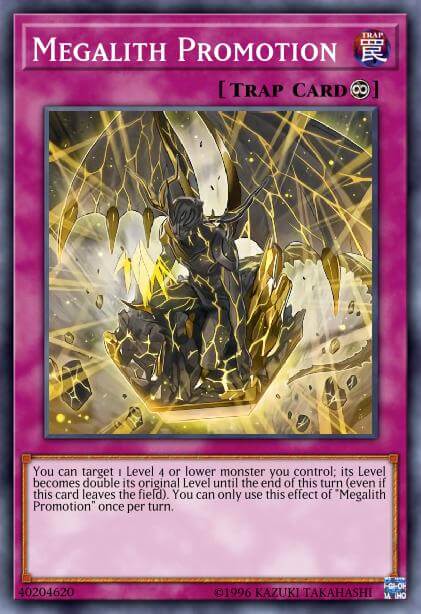 Megalith Promotion
TRAP
罠
[Trap Card]
You can target 1 Level 4 or lower monster you control; its Level
becomes double its original Level until the end of this turn (even if
this card leaves the field). You can only use this effect of "Megalith
Promotion" once per turn.
40204620
©1996 KAZUKI TAKAHASHI